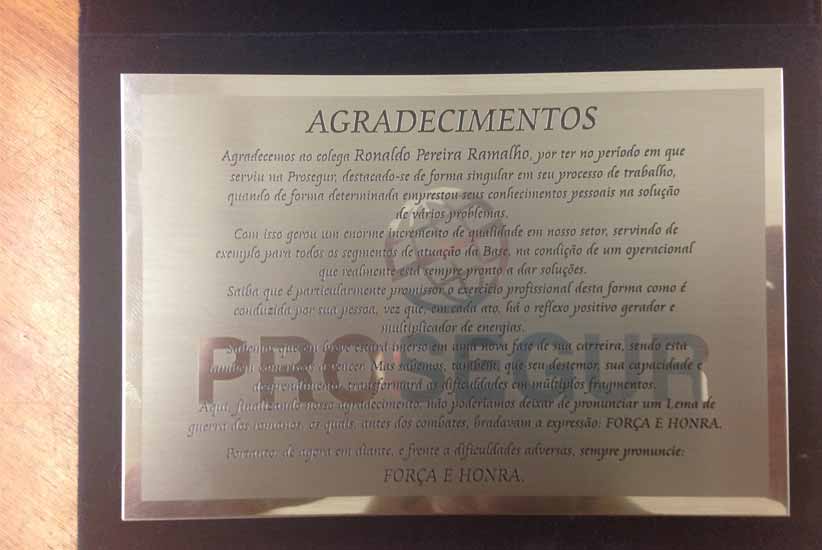 AGRADECIMENTOS
Agradecemos ao colega Ronaldo Pereira Ramalho, por ter no período em que
serviu na Prosegur, destacado-se de forma singular em seu processo de trabalho,
quando de forma determinada emprestou seus conhecimentos pessoais na solução
de vários problemas.
Com isso gerou um enorme incremento de qualidade em nosso setor, servindo de
exemplo para todos os segmentos de atuação da Base, na condição de um operacional
que realmente está sempre pronto a dar soluções.
Saiba que é particularmente promissor o exercício profissional desta forma como é
conduzida por sua pessoa, vez que, em cada ato, há o reflexo positivo gerador e
multiplicador de energias.
PROSEGUR
Sabemos que em breve estará imerso em uma nova fase de sua carreira, sendo esta
também com riscos a vencer. Mas sabemos, também, que seu destemor, sua capacidade e
desprendimento transformará as dificuldades em múltiplos fragmentos.
Aqui, finalizando nosso agradecimento, não poderíamos deixar de pronunciar um Lema de
guerra dos romanos, os quais, antes dos combates, bradavam a expressão: FORÇA E HONRA.
Portanto, de agora em diante, e frente a dificuldades adversas, sempre pronuncie:
FORÇA E HONRA.